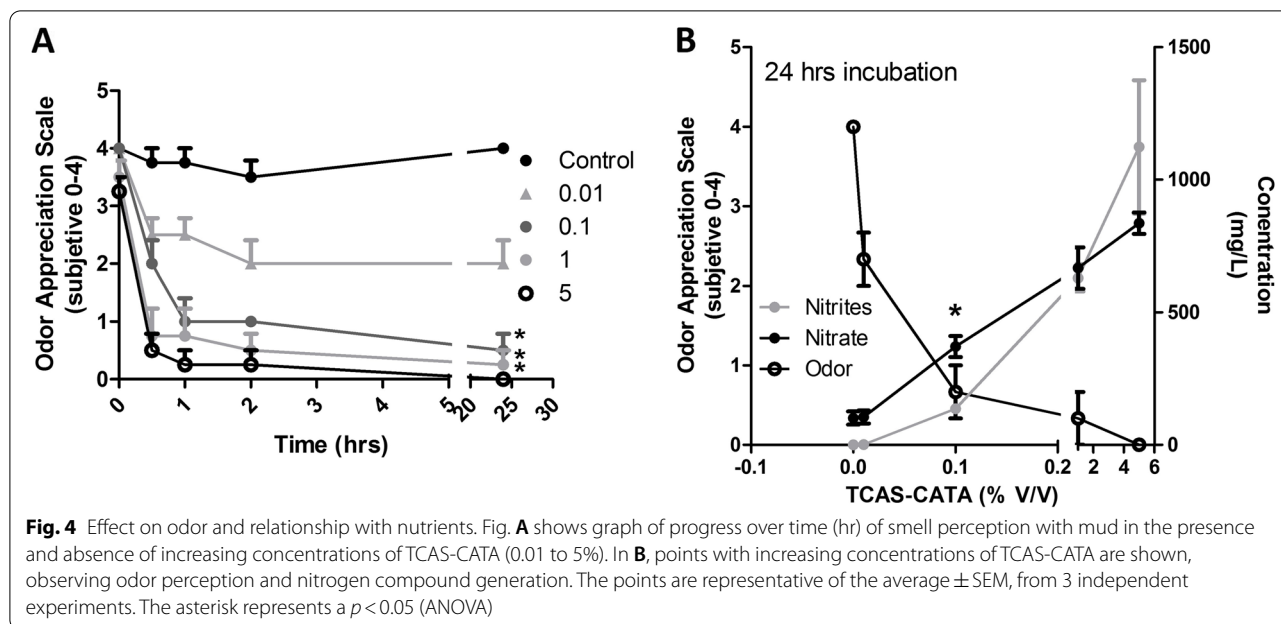 A
Odor Appreciation Scale
(subjetive 0-4)
5
4
3
2
1
0
0
1
2
3
4
5
20
25
30
Time (hrs)
Control
0.01
0.1
1
5
*
*
*
B
24 hrs incubation
Odor Appreciation Scale
(subjetive 0-4)
5
4
3
2
1
0
Nitrites
Nitrate
Odor
*
-0.1
0.0
0.1
0.2
2
4
6
TCAS-CATA (% V/V)
1500
1000
500
0
Conentration
(mg/L)
Fig. 4 Effect on odor and relationship with nutrients. Fig. A shows graph of progress over time (hr) of smell perception with mud in the presence
and absence of increasing concentrations of TCAS-CATA (0.01 to 5%). In B, points with increasing concentrations of TCAS-CATA are shown,
observing odor perception and nitrogen compound generation. The points are representative of the average ± SEM, from 3 independent
experiments. The asterisk represents a p < 0.05 (ANOVA)